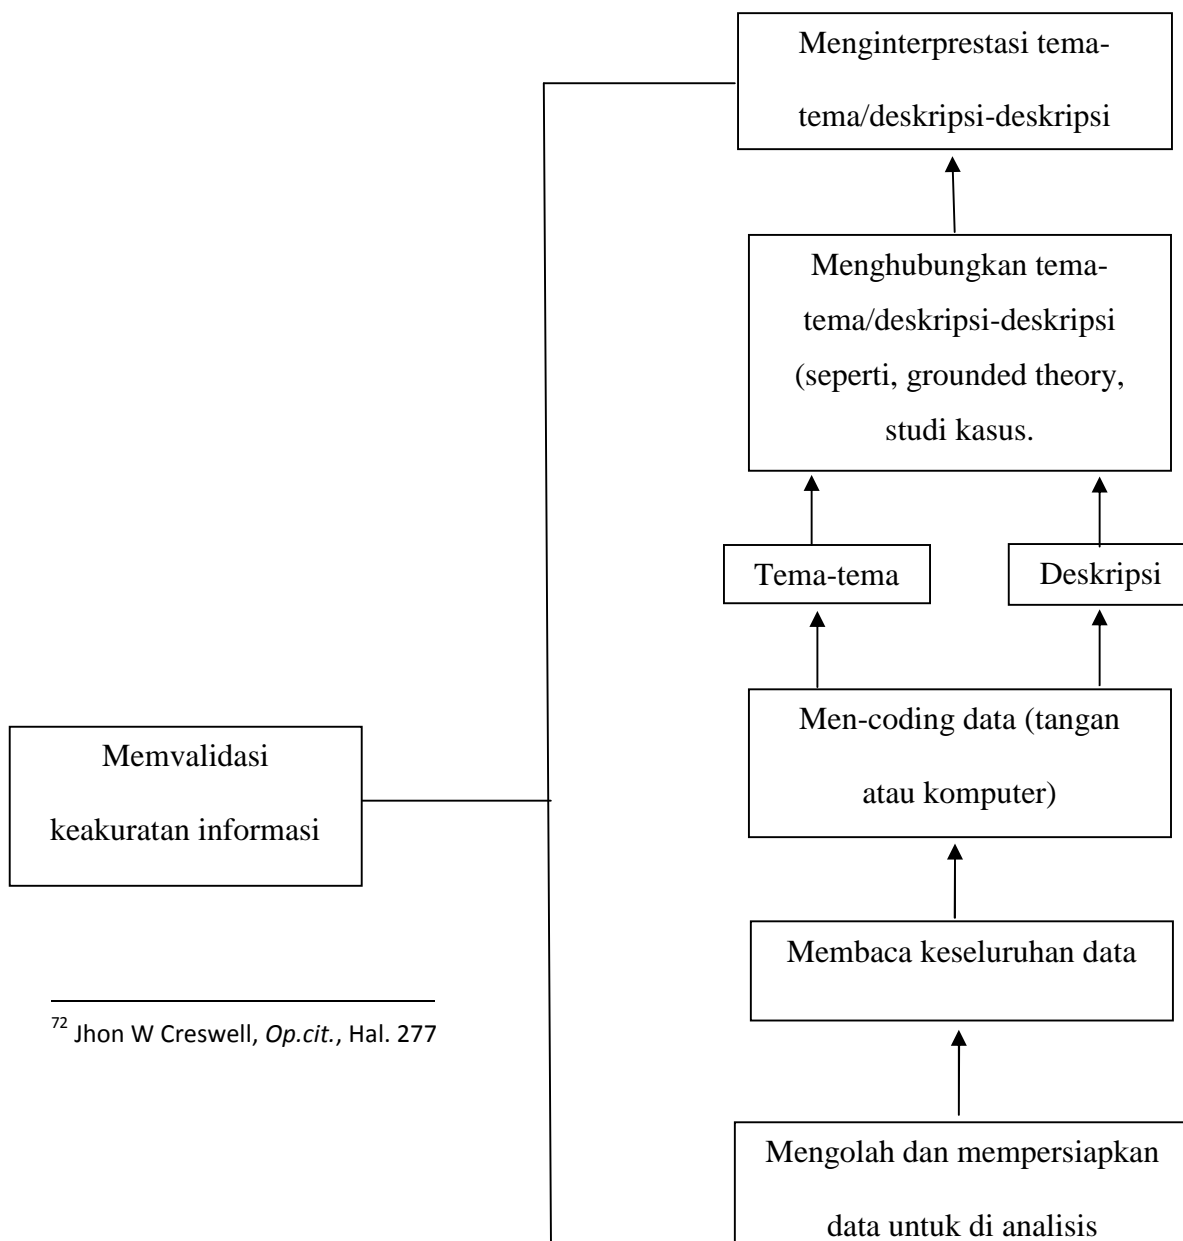 Menginterprestasi tema-
tema/deskripsi-deskripsi
Menghubungkan tema-
tema/deskripsi-deskripsi
(seperti, grounded theory,
studi kasus.
Tema-tema
Deskripsi
Men-coding data (tangan
atau komputer)
Memvalidasi
keakuratan informasi
Membaca keseluruhan data
72 Jhon W Creswell, Op.cit., Hal. 277
Mengolah dan mempersiapkan
data untuk di analisis